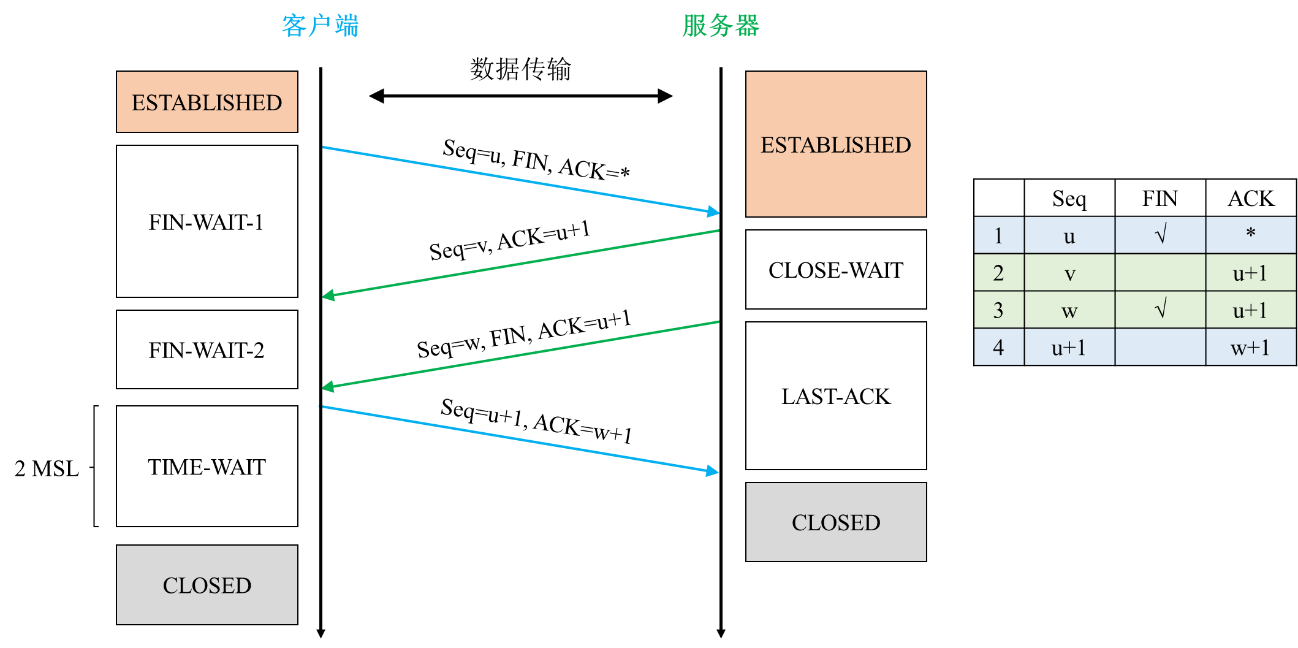 客户端
服务器
数据传输
ESTABLISHED
ESTABLISHED
Seq=u, FIN, ACK=*
FIN-WAIT-1
Seq=v, ACK=u+1
CLOSE-WAIT
Seq=w, FIN, ACK=u+1
FIN-WAIT-2
LAST-ACK
Seq=u+1, ACK=w+1
2 MSL
TIME-WAIT
CLOSED
CLOSED
Seq FIN ACK
1 u √ *
2 v u+1
3 w √ u+1
4 u+1 w+1